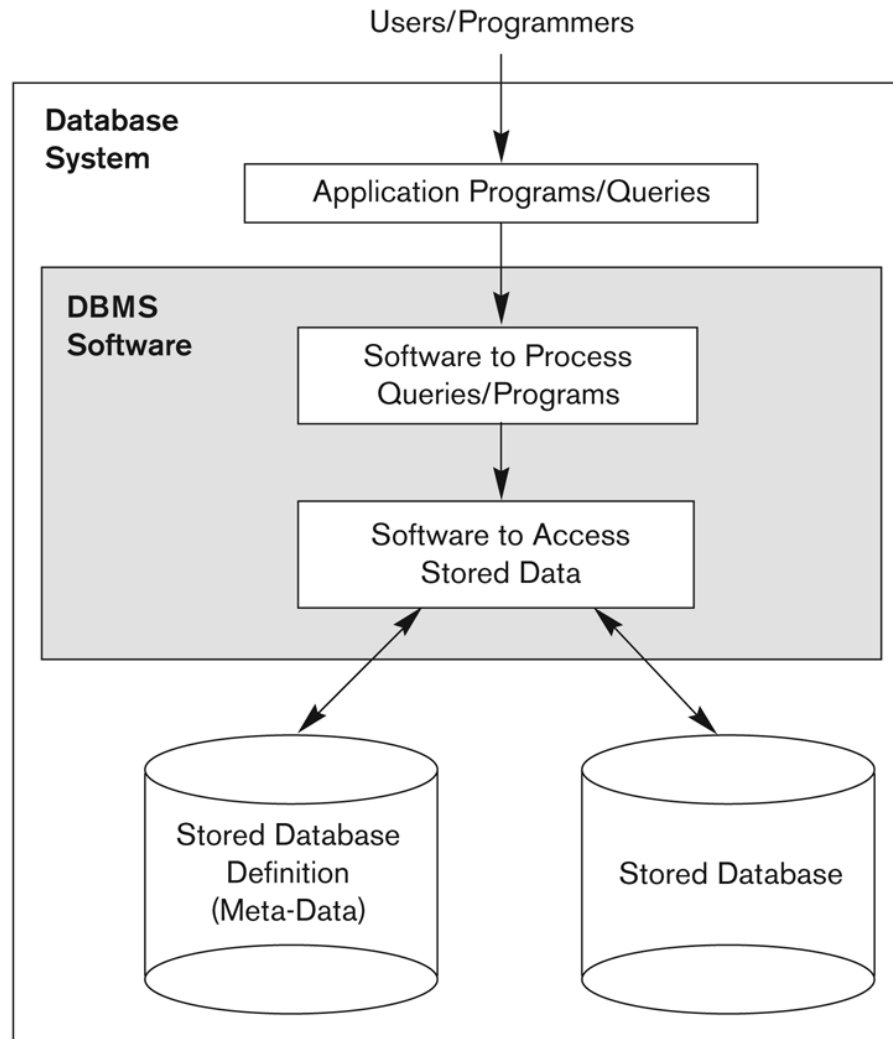 Users/Programmers
Database
System
Application Programs/Queries
DBMS
Software
Software to Process
Queries/Programs
Software to Access
Stored Data
Stored Database
Definition
(Meta-Data)
Stored Database